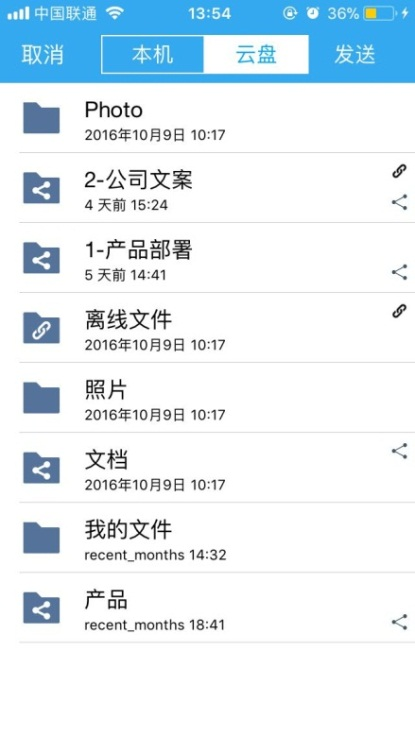 中国联通 13:54 36%
取消 本机 云盘 发送
Photo
2016年10月9日 10:17
2-公司文案
4 天前 15:24
1-产品部署
5 天前 14:41
离线文件
2016年10月9日 10:17
照片
2016年10月9日 10:17
文档
2016年10月9日 10:17
我的文件
recent_months 14:32
产品
recent_months 18:41